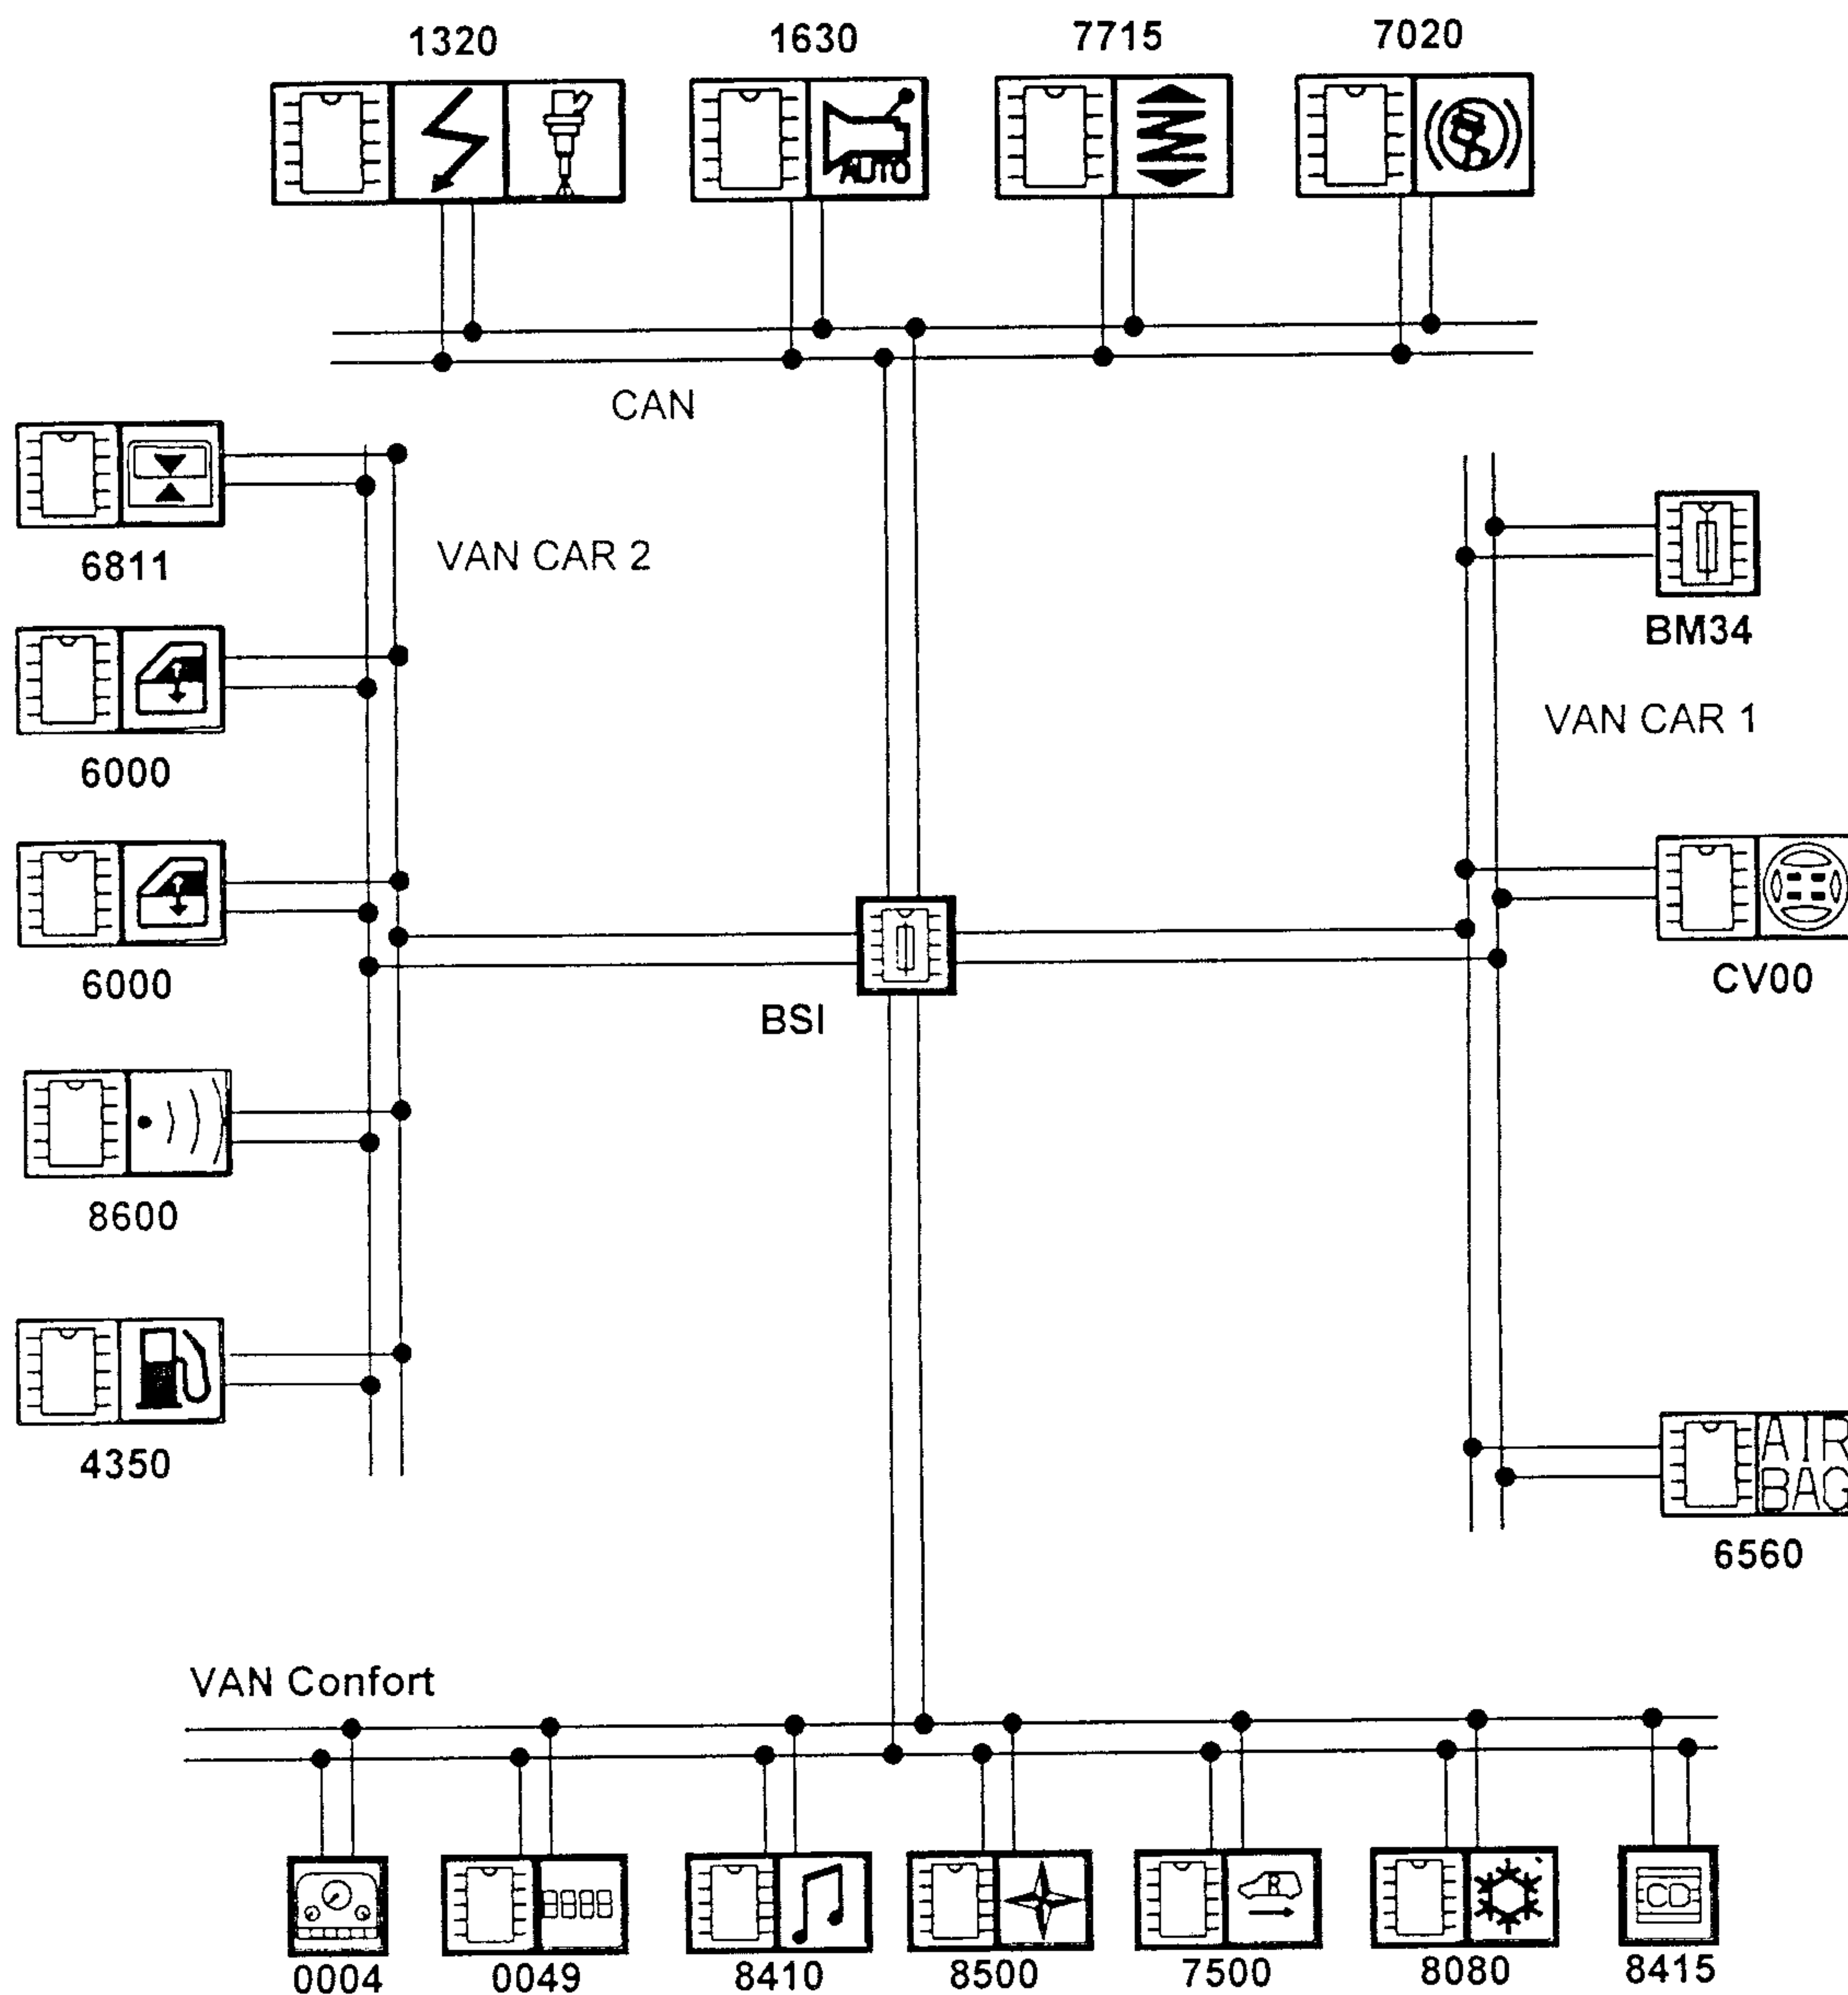 1320
1630
7715
7020
AUTO
CAN
6811
VAN CAR 2
BM34
6000
VAN CAR 1
6000
CV00
BSI
8600
4350
AIR
BAG
6560
VAN Confort
CD
0004
0049
8410
8500
7500
8080
8415